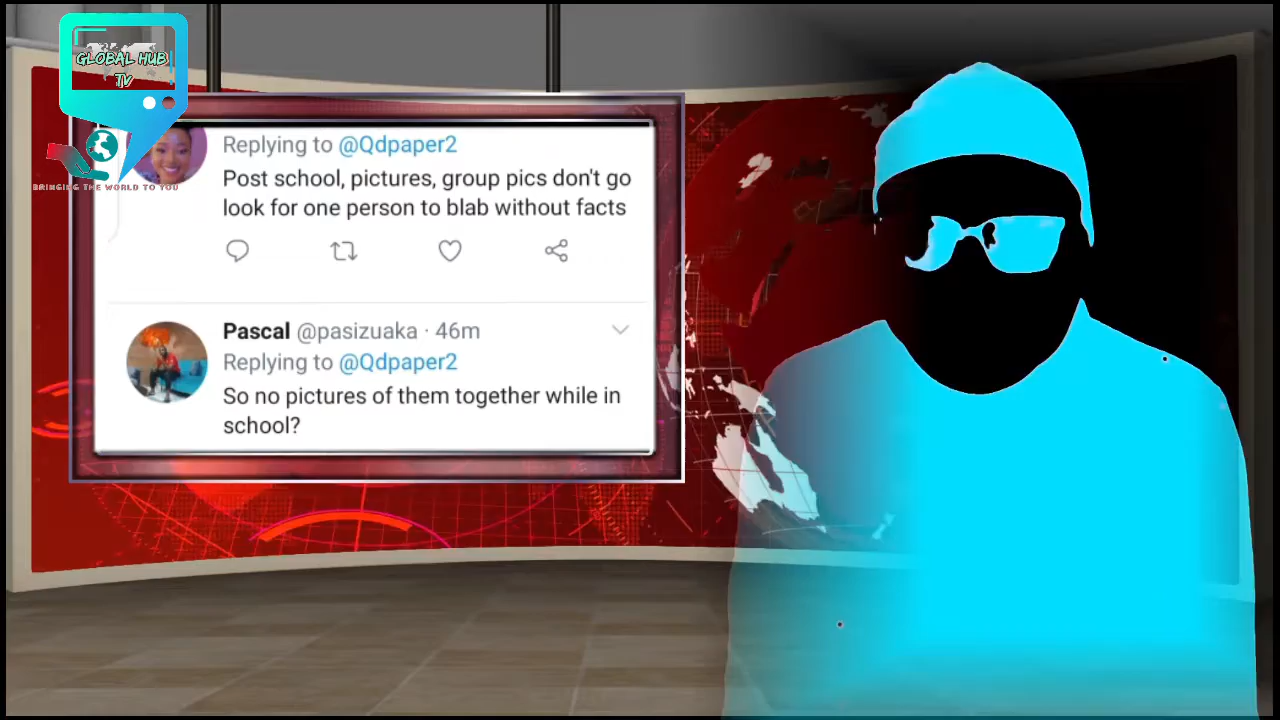 GLOBAL HUB
TV
BRINGING THE WORLD TO YOU
Replying to @Qdpaper2
Post school, pictures, group pics don't go
look for one person to blab without facts
Pascal @pasizuaka · 46m
Replying to @Qdpaper2
So no pictures of them together while in
school?